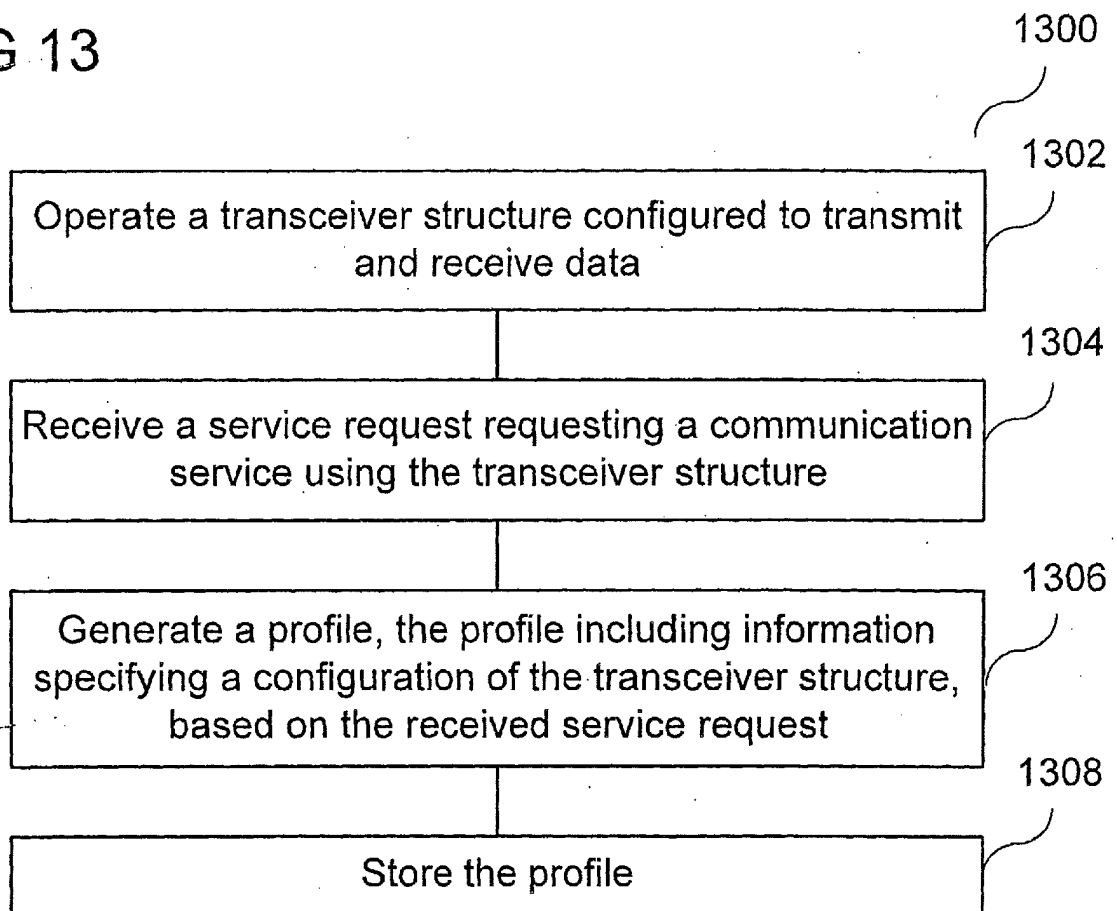 G 13
1300
1302
Operate a transceiver structure configured to transmit
and receive data
1304
Receive a service request requesting a communication
service using the transceiver structure
1306
Generate a profile, the profile including information
specifying a configuration of the transceiver structure,
based on the received service request
1308
Store the profile